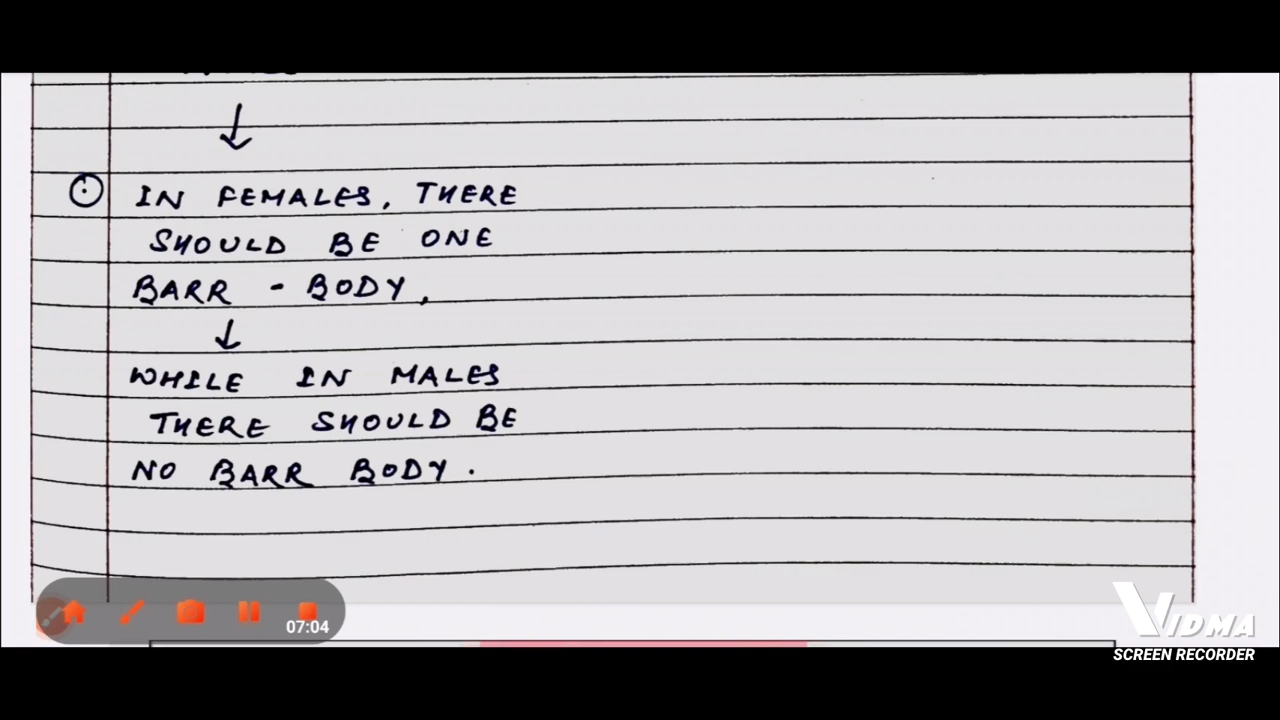 IN FEMALES, THERE
SHOULD BE ONE
BARR - BODY,
WHILE IN MALES
THERE SHOULD BE
NO BARR BODY.
07:04
VIDMA
SCREEN RECORDER